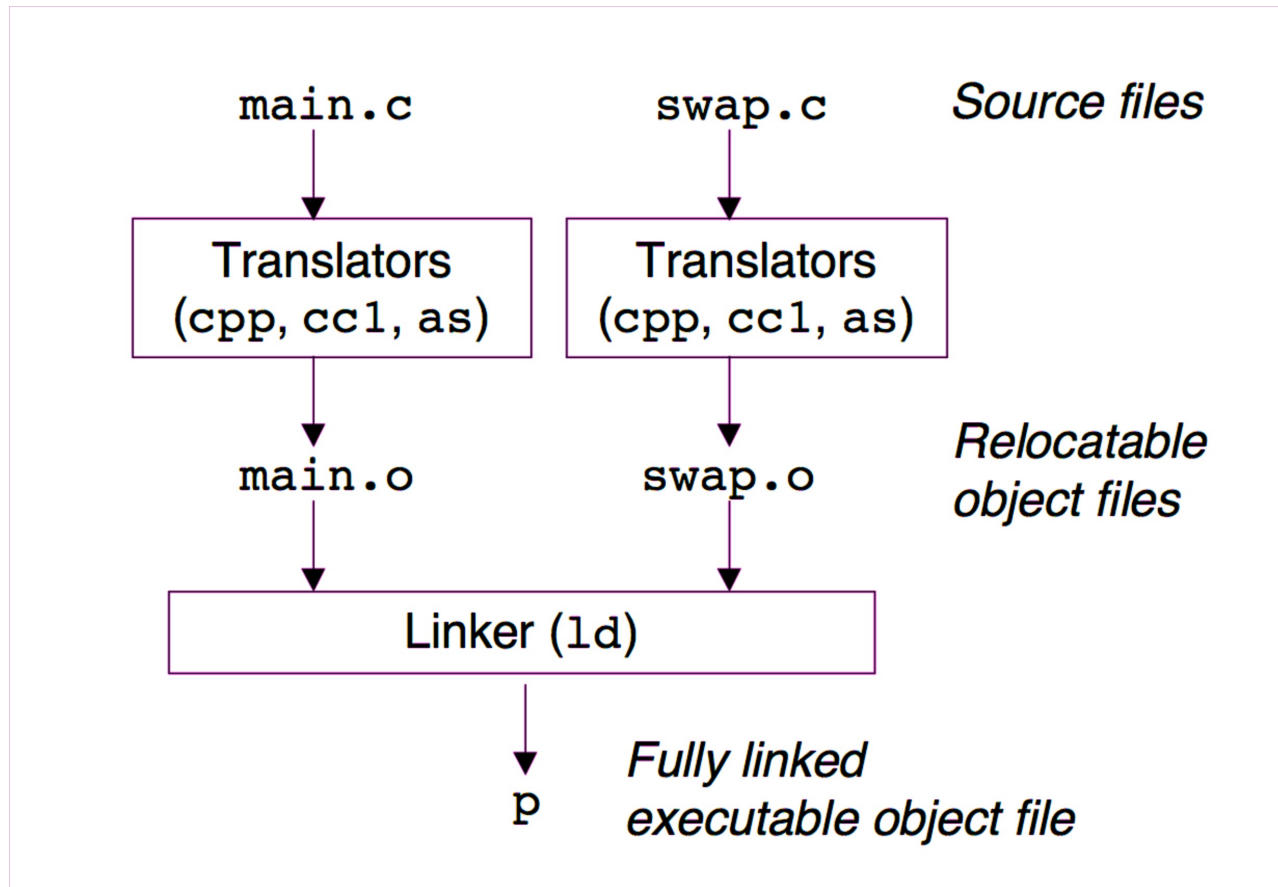 main.c swap.c Source files
Translators Translators
(cpp, cc1, as) (cpp, cc1, as)
main.o swap.o Relocatable
object files
Linker (ld)
p Fully linked
executable object file